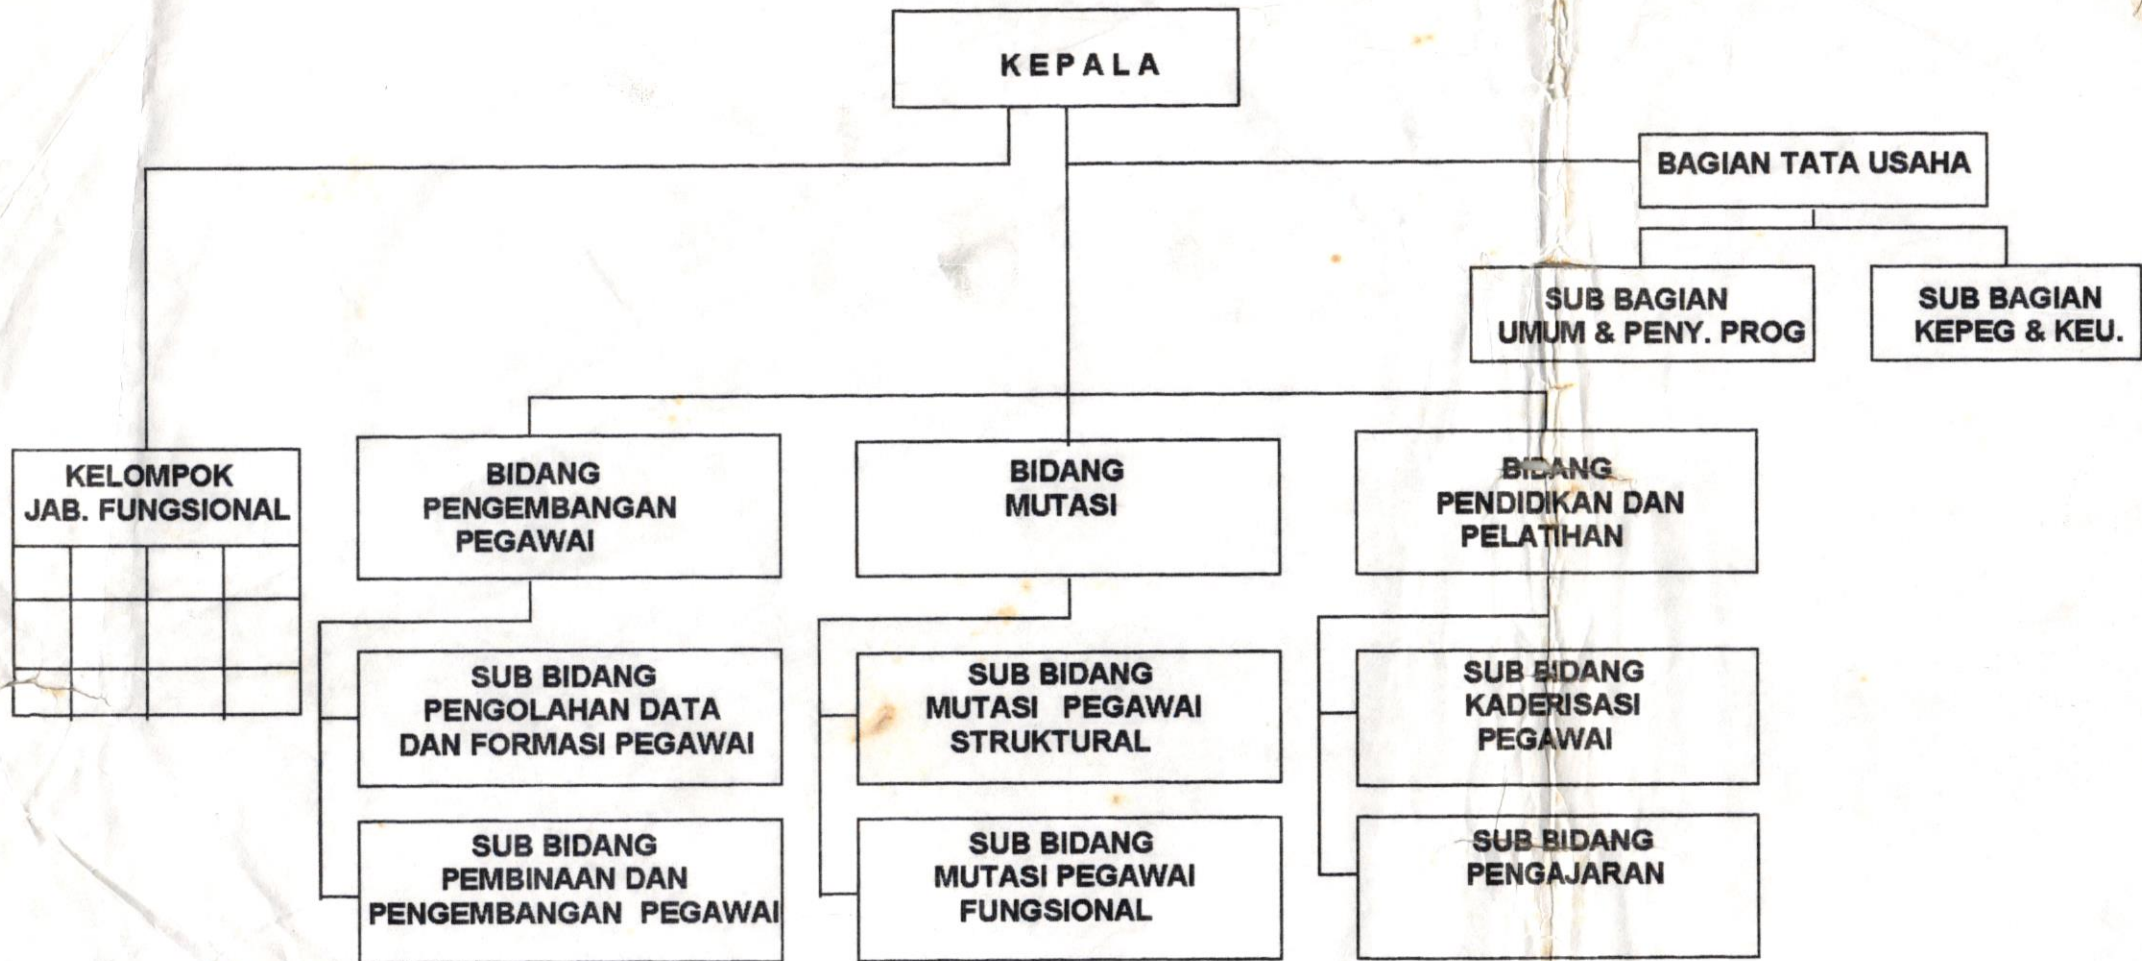 KEPALA
BAGIAN TATA USAHA
SUB BAGIAN
UMUM & PENY. PROG
SUB BAGIAN
KEPEG & KEU.
KELOMPOK
JAB. FUNGSIONAL
BIDANG
PENGEMBANGAN
PEGAWAI
BIDANG
MUTASI
BIDANG
PENDIDIKAN DAN
PELATIHAN
SUB BIDANG
PENGOLAHAN DATA
DAN FORMASI PEGAWAI
SUB BIDANG
MUTASI PEGAWAI
STRUKTURAL
SUB BIDANG
KADERISASI
PEGAWAI
SUB BIDANG
PEMBINAAN DAN
PENGEMBANGAN PEGAWAI
SUB BIDANG
MUTASI PEGAWAI
FUNGSIONAL
SUB BIDANG
PENGAJARAN